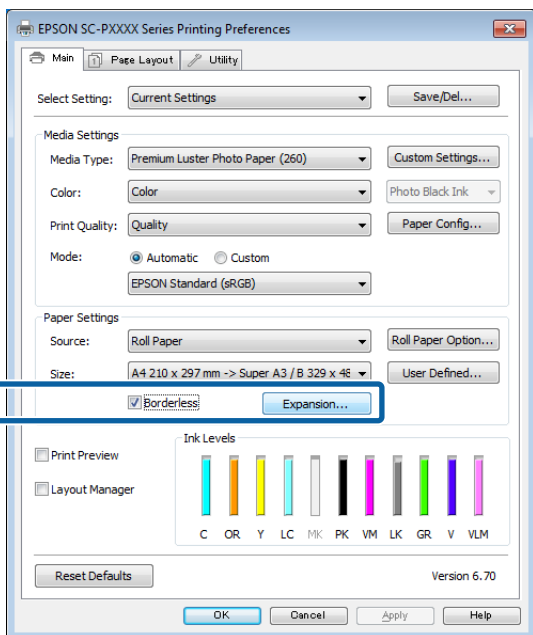 EPSON SC-PXXXX Series Printing Preferences
Main Page Layout Utility
Select Setting: Current Settings Save/Del...
Media Settings
Media Type: Premium Luster Photo Paper (260) Custom Settings...
Color: Color Photo Black Ink
Print Quality: Quality Paper Config...
Mode: Automatic Custom
EPSON Standard (sRGB)
Paper Settings
Source: Roll Paper Roll Paper Option...
Size: A4 210 x 297 mm -> Super A3 / B 329 x 48 User Defined...
Borderless Expansion...
Ink Levels
Print Preview
Layout Manager
C OR Y LC MK PK VM LK GR V VLM
Reset Defaults Version 6.70
OK Cancel Apply Help